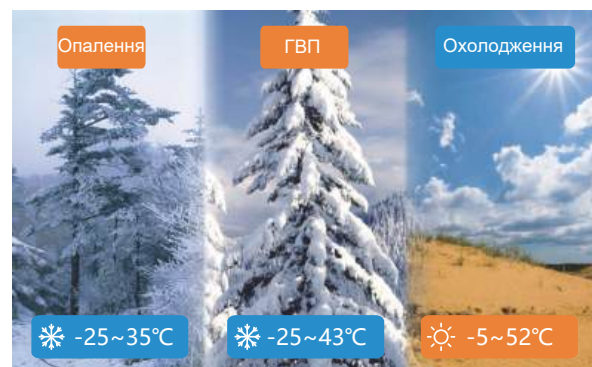 Опалення
ГВП
Охолодження
-25~35℃
-25~43℃
-5~52℃